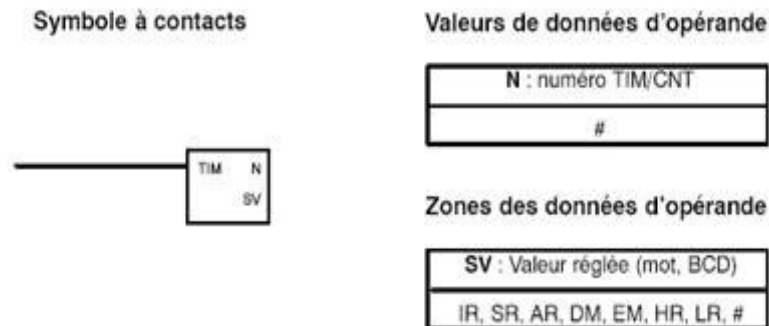 Symbole à contacts
TIM N
SV
Valeurs de données d'opérande
N : numéro TIM/CNT
#
Zones des données d'opérande
SV : Valeur réglée (mot, BCD)
IR, SR, AR, DM, EM, HR, LR, #